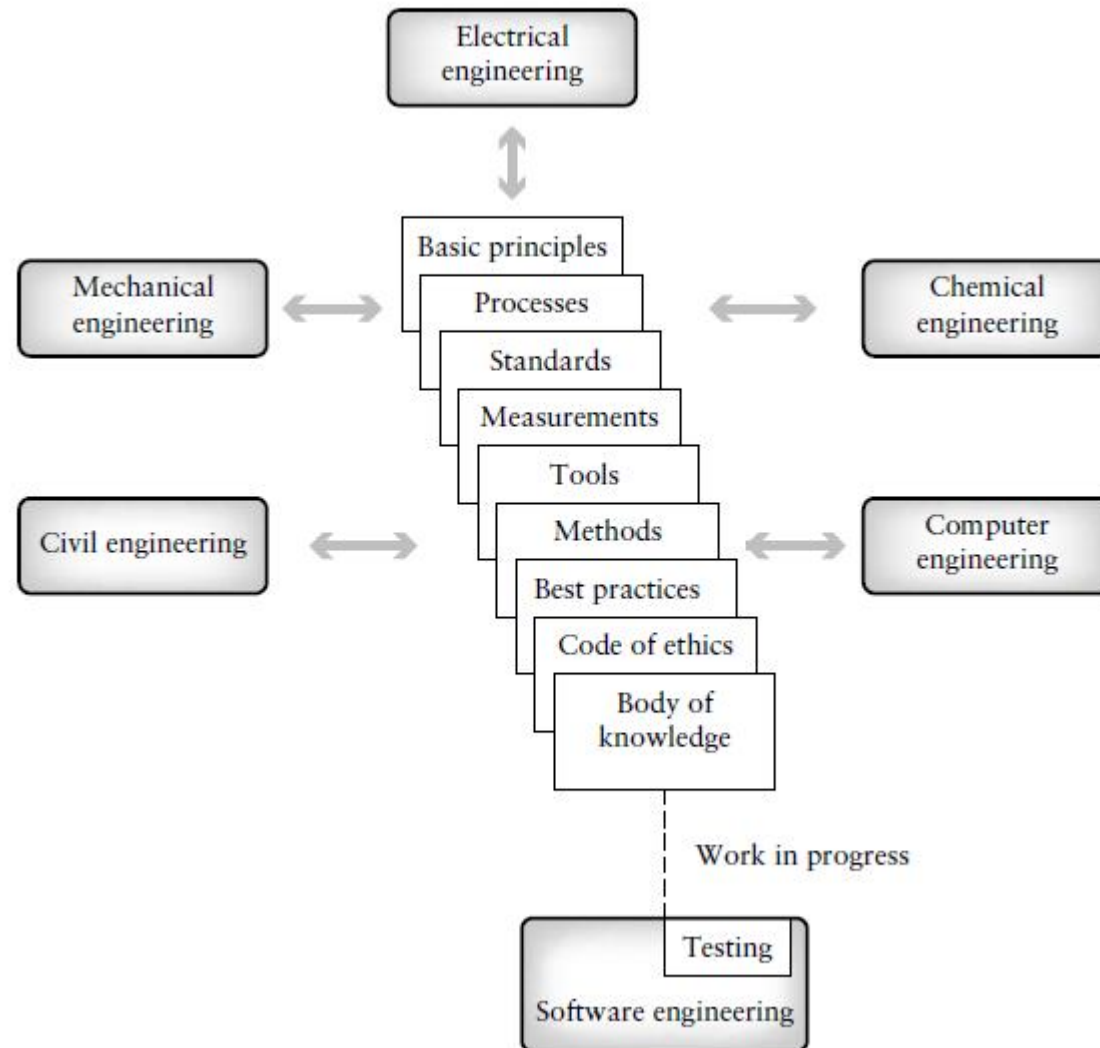 Electrical
engineering
Basic principles
Mechanical
engineering
Chemical
engineering
Processes
Standards
Measurements
Tools
Civil engineering
Methods
Computer
engineering
Best practices
Code of ethics
Body of
knowledge
Work in progress
Testing
Software engineering